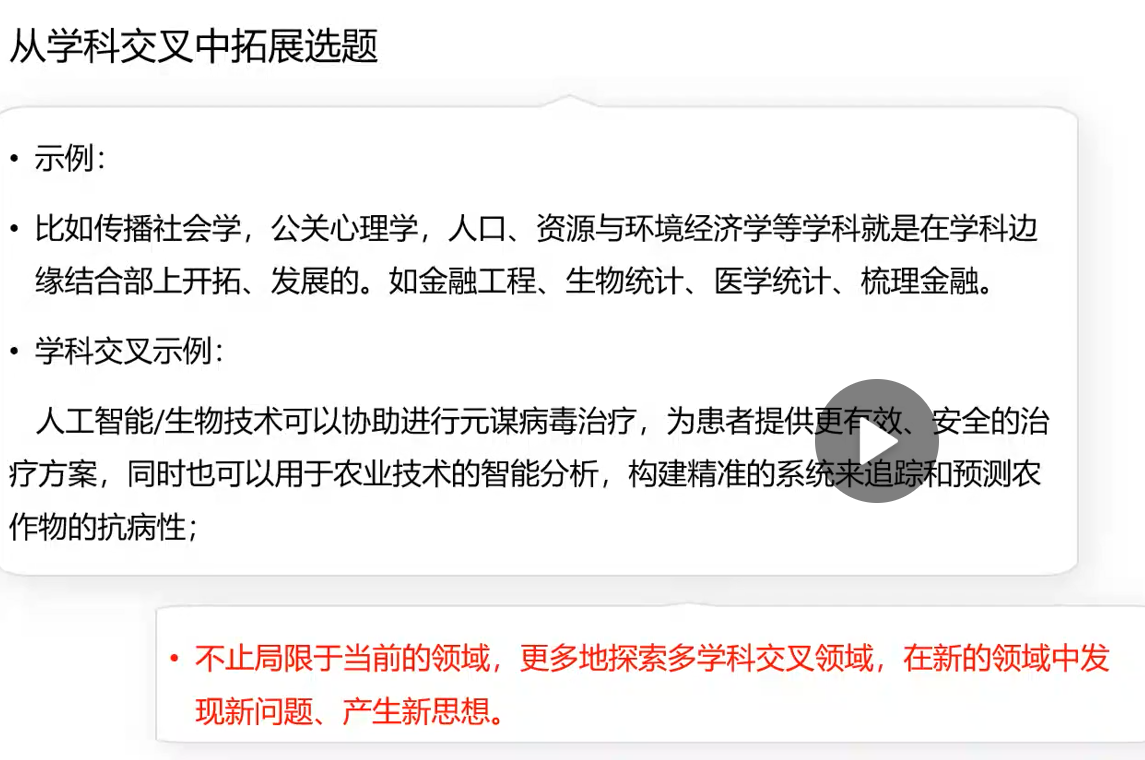 从学科交叉中拓展选题
• 示例：
• 比如传播社会学，公关心理学，人口、资源与环境经济学等学科就是在学科边
缘结合部上开拓、发展的。如金融工程、生物统计、医学统计、梳理金融。
• 学科交叉示例：
人工智能/生物技术可以协助进行元谋病毒治疗，为患者提供更有效、安全的治
疗方案，同时也可以用于农业技术的智能分析，构建精准的系统来追踪和预测农
作物的抗病性；
• 不止局限于当前的领域，更多地探索多学科交叉领域，在新的领域中发
现新问题、产生新思想。